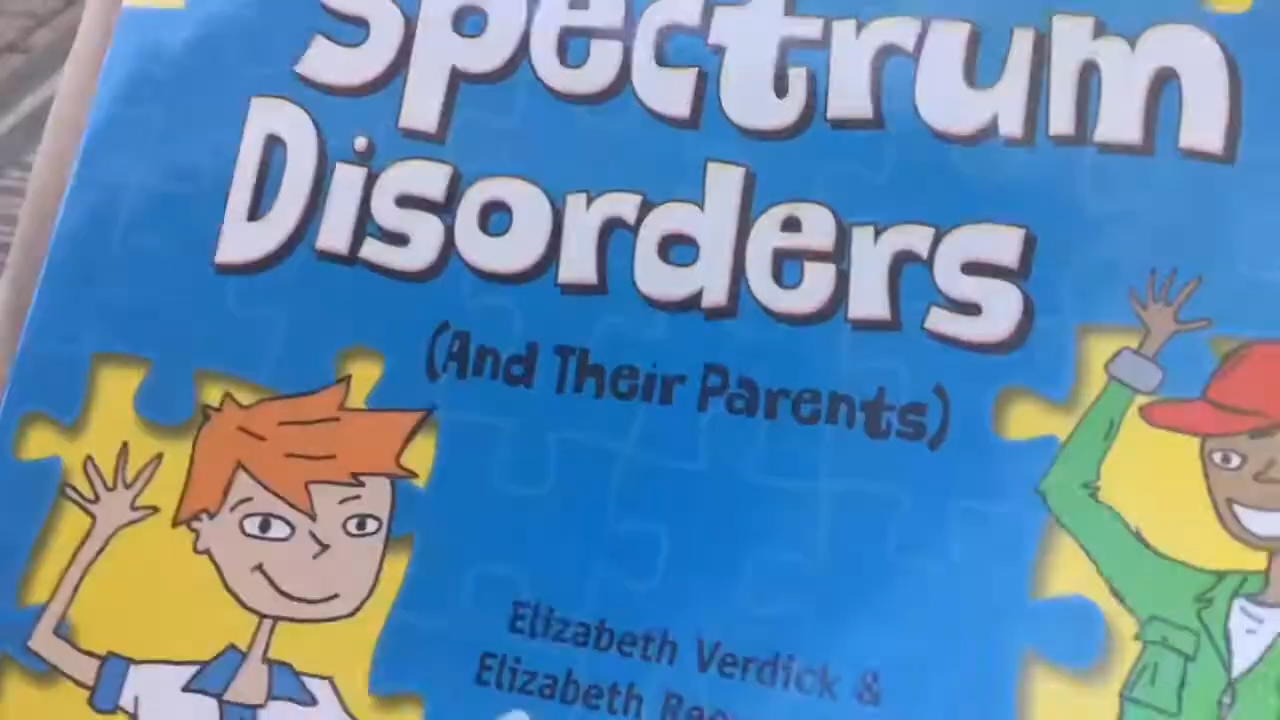 Spectrum
Disorders
(And Their Parents)
Elizabeth Verdick &
Elizabeth